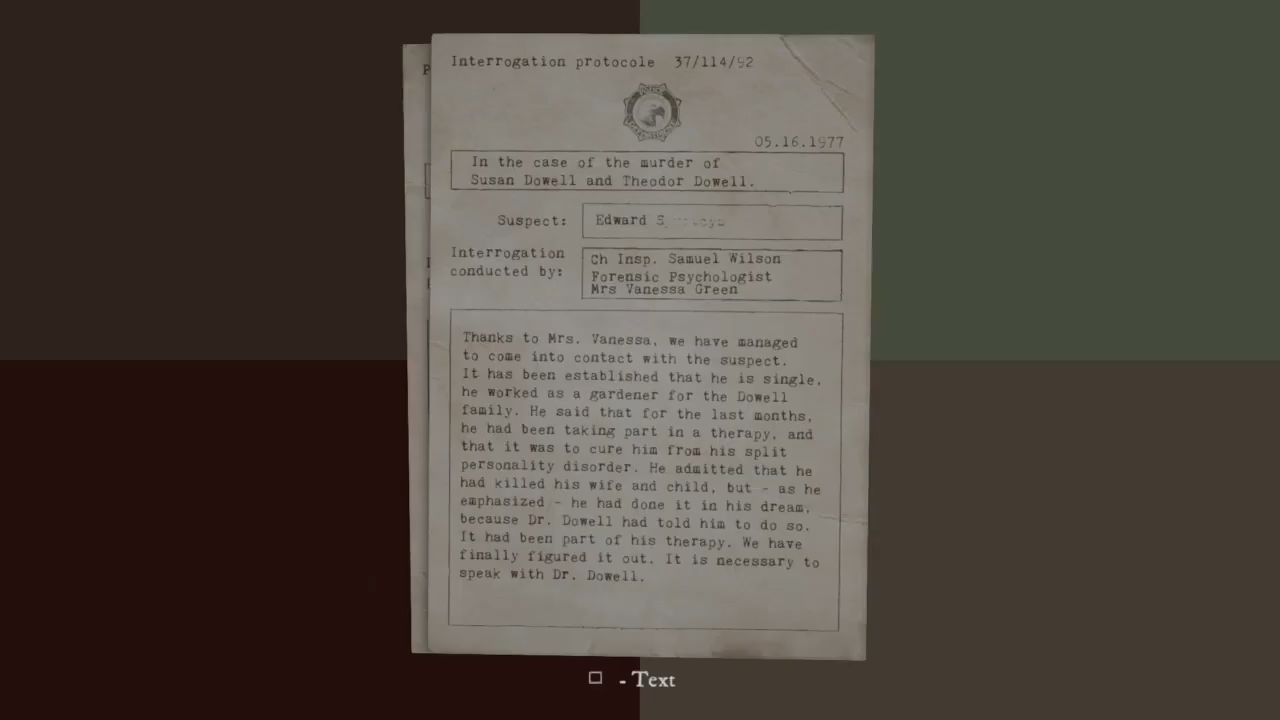 Interrogation protocole 37/114/92
05.16.1977
In the case of the murder of
Susan Dowell and Theodor Dowell.
Suspect: Edward
Interrogation
conducted by:
Ch Insp. Samuel Wilson
Forensic Psychologist
Mrs Vanessa Green
Thanks to Mrs. Vanessa, we have managed
to come into contact with the suspect.
It has been established that he is single,
he worked as a gardener for the Dowell
family. He said that for the last months,
he had been taking part in a therapy, and
that it was to cure him from his split
personality disorder. He admitted that he
had killed his wife and child, but - as he
emphasized - he had done it in his dream,
because Dr. Dowell had told him to do so.
It had been part of his therapy. We have
finally figured it out. It is necessary to
speak with Dr. Dowell.
□ - Text